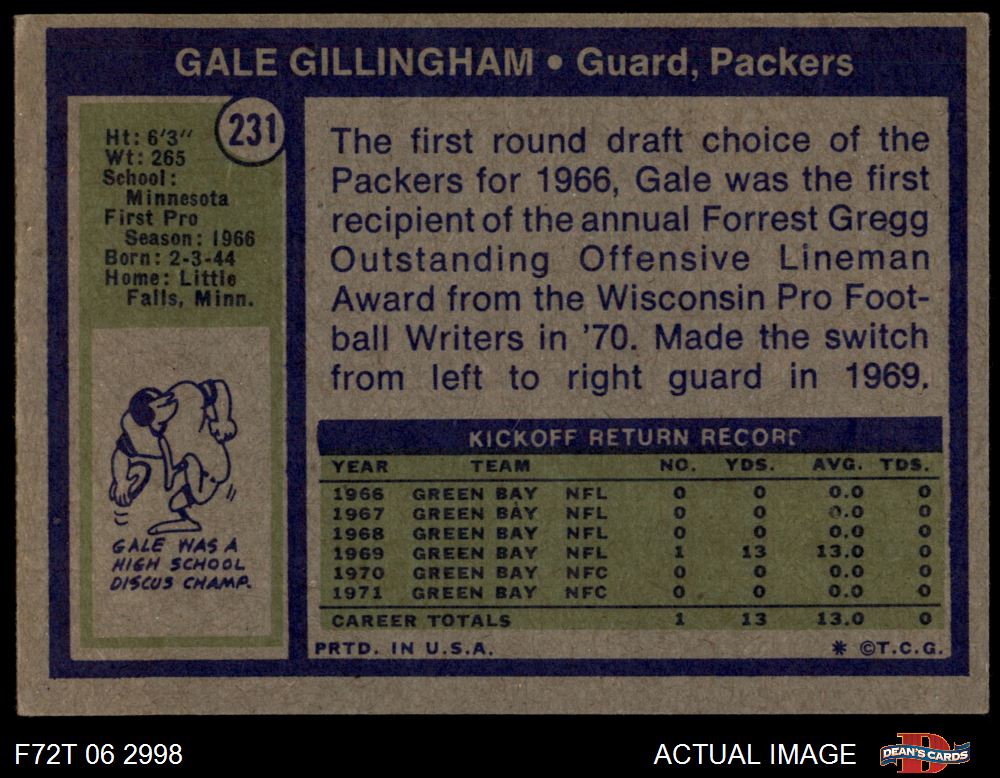 GALE GILLINGHAM • Guard, Packers
231
Ht: 6'3"
Wt: 265
School:
Minnesota
First Pro
Season: 1966
Born: 2-3-44
Home: Little
Falls, Minn.
GALE WAS A
HIGH SCHOOL
DISCUS CHAMP.
The first round draft choice of the
Packers for 1966, Gale was the first
recipient of the annual Forrest Gregg
Outstanding Offensive Lineman
Award from the Wisconsin Pro Foot-
ball Writers in '70. Made the switch
from left to right guard in 1969.
KICKOFF RETURN RECORD
YEAR TEAM NO. YDS. AVG. TDS.
1966 GREEN BAY NFL 0 0 0.0 0
1967 GREEN BAY NFL 0 0 0.0 0
1968 GREEN BAY NFL 0 0 0.0 0
1969 GREEN BAY NFL 1 13 13.0 0
1970 GREEN BAY NFC 0 0 0.0 0
1971 GREEN BAY NFC 0 0 0.0 0
CAREER TOTALS 1 13 13.0 0
PRTD. IN U.S.A. * ©T.C.G.
F72T 06 2998 ACTUAL IMAGE DEAN'S CARDS